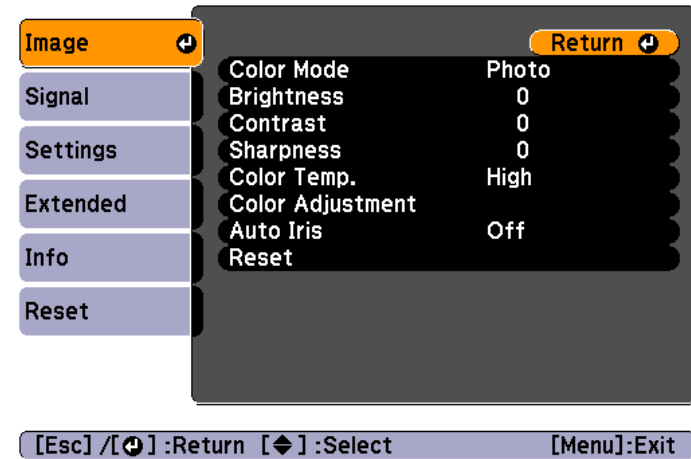 Image
Signal
Settings
Extended
Info
Reset
Return
Color Mode Photo
Brightness 0
Contrast 0
Sharpness 0
Color Temp. High
Color Adjustment
Auto Iris Off
Reset
[Esc] /[⏎] :Return [◆] :Select [Menu]:Exit